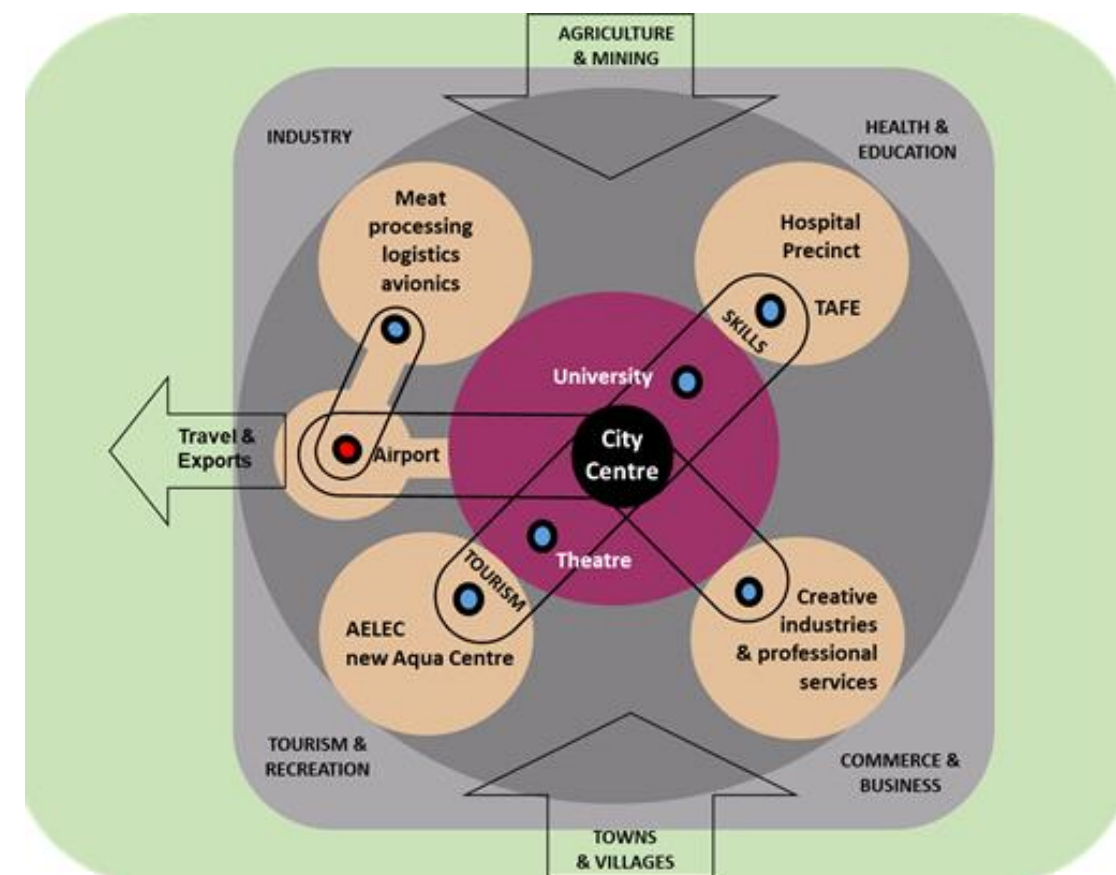 AGRICULTURE
& MINING
INDUSTRY
HEALTH &
EDUCATION
Meat
processing
logistics
avionics
Hospital
Precinct
TAFE
SKILLS
University
City
Centre
Travel &
Exports
Airport
Theatre
TOURISM
AELEC
new Aqua Centre
Creative
industries
& professional
services
TOURISM &
RECREATION
COMMERCE &
BUSINESS
TOWNS
& VILLAGES